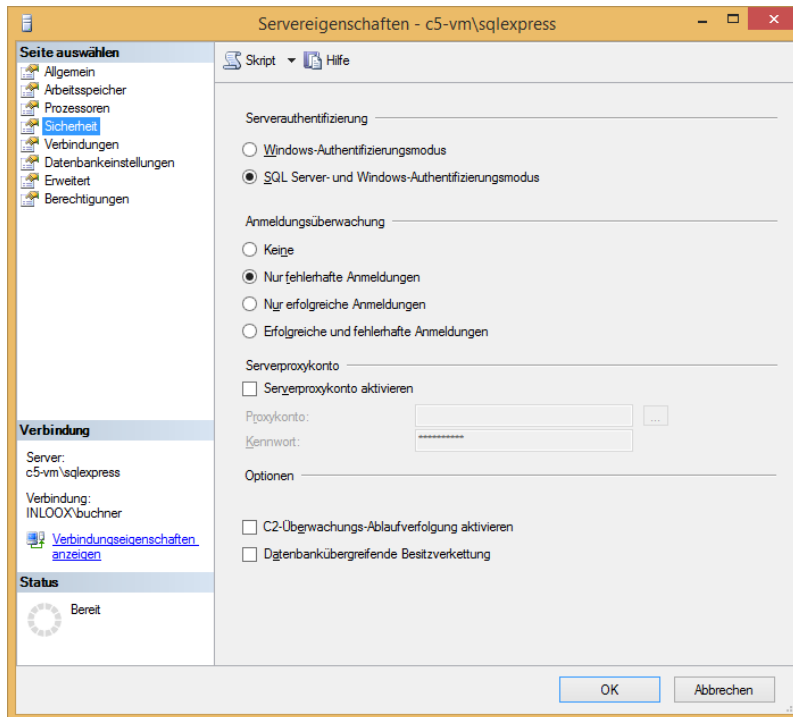 Servereigenschaften - c5-vm\sqlexpress
Seite auswählen
Allgemein
Arbeitsspeicher
Prozessoren
Sicherheit
Verbindungen
Datenbankeinstellungen
Erweitert
Berechtigungen
Verbindung
Server:
c5-vm\sqlexpress
Verbindung:
INLOOX\buchner
Verbindungseigenschaften
anzeigen
Status
Bereit
Skript
Hilfe
Serverauthentifizierung
Windows-Authentifizierungsmodus
SQL Server- und Windows-Authentifizierungsmodus
Anmeldungsüberwachung
Keine
Nur fehlerhafte Anmeldungen
Nur erfolgreiche Anmeldungen
Erfolgreiche und fehlerhafte Anmeldungen
Serverproxykonto
Serverproxykonto aktivieren
Proxykonto:
...
Kennwort:
**********
Optionen
C2-Überwachungs-Ablaufverfolgung aktivieren
Datenbankübergreifende Besitzverkettung
OK
Abbrechen